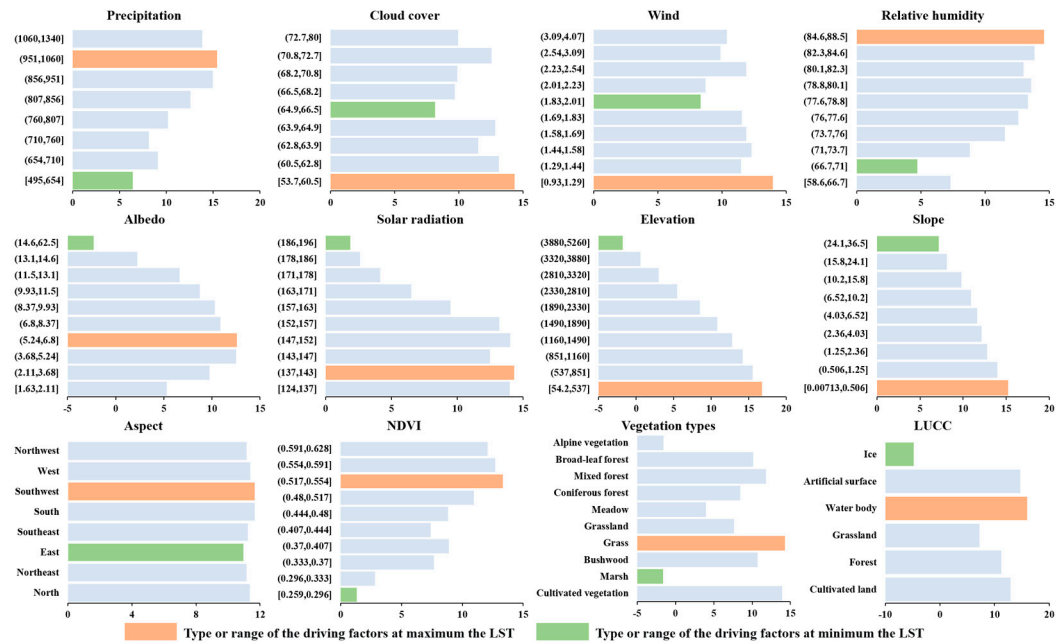 Precipitation
(1060,1340]
(951,1060]
(856,951]
(807,856]
(760,807]
(710,760]
(654,710]
[495,654]
0 5 10 15 20
Cloud cover
(72.7,80]
(70.8,72.7]
(68.2,70.8]
(66.5,68.2]
(64.9,66.5]
(63.9,64.9]
(62.8,63.9]
(60.5,62.8]
[53.7,60.5]
0 5 10 15
Wind
(3.09,4.07]
(2.54,3.09]
(2.23,2.54]
(2.01,2.23]
(1.83,2.01]
(1.69,1.83]
(1.58,1.69]
(1.44,1.58]
(1.29,1.44]
[0.93,1.29]
0 5 10 15
Relative humidity
(84.6,88.5]
(82.3,84.6]
(80.1,82.3]
(78.8,80.1]
(77.6,78.8]
(76,77.6]
(73.7,76]
(71,73.7]
(66.7,71]
[58.6,66.7]
0 5 10 15
Albedo
(14.6,62.5]
(13.1,14.6]
(11.5,13.1]
(9.93,11.5]
(8.37,9.93]
(6.8,8.37]
(5.24,6.8]
(3.68,5.24]
(2.11,3.68]
[1.63,2.11]
-5 0 5 10 15
Solar radiation
(186,196]
(178,186]
(171,178]
(163,171]
(157,163]
(152,157]
(147,152]
(143,147]
(137,143]
[124,137]
0 5 10 15
Elevation
(3880,5260]
(3320,3880]
(2810,3320]
(2330,2810]
(1890,2330]
(1490,1890]
(1160,1490]
(851,1160]
(537,851]
[54.2,537]
-5 0 5 10 15 20
Slope
(24.1,36.5]
(15.8,24.1]
(10.2,15.8]
(6.52,10.2]
(4.03,6.52]
(2.36,4.03]
(1.25,2.36]
(0.506,1.25]
[0.00713,0.506]
0 5 10 15 20
Aspect
Northwest
West
Southwest
South
Southeast
East
Northeast
North
0 2 4 6 8 10 12
NDVI
(0.591,0.628]
(0.554,0.591]
(0.517,0.554]
(0.48,0.517]
(0.444,0.48]
(0.407,0.444]
(0.37,0.407]
(0.333,0.37]
(0.296,0.333]
[0.259,0.296]
0 5 10 15
Vegetation types
Alpine vegetation
Broad-leaf forest
Mixed forest
Coniferous forest
Meadow
Grassland
Grass
Bushwood
Marsh
Cultivated vegetation
-5 0 5 10 15
LUCC
Ice
Artificial surface
Water body
Grassland
Forest
Cultivated land
-10 0 10 20
Type or range of the driving factors at maximum the LST
Type or range of the driving factors at minimum the LST